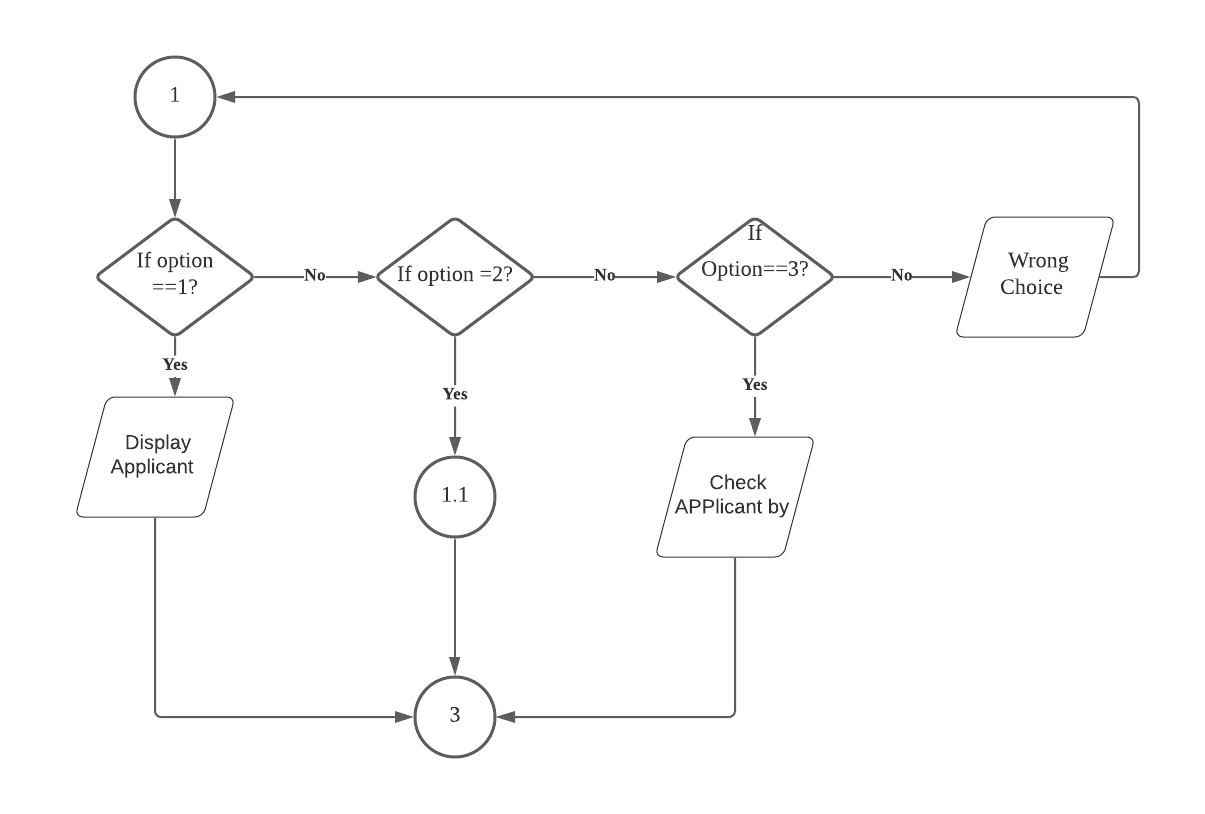 1
If option
==1?
No
If option =2?
No
If
Option==3?
No
Wrong
Choice
Yes
Yes
Yes
Display
Applicant
1.1
Check
APPlicant by
3